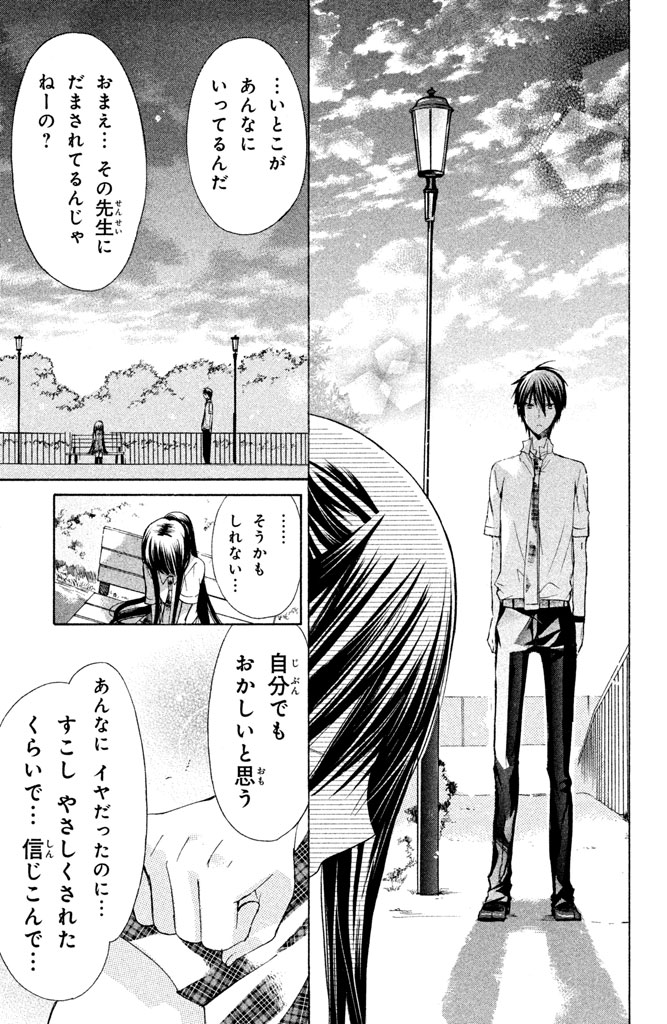 …いとこが
あんなに
いってるんだ
おまえ… その先生に
だまされてるんじゃ
ねーの?
……
そうかも
しれない…
自分でも
おかしいと思う
あんなに イヤだったのに…
すこし やさしくされた
くらいで… 信じこんで…